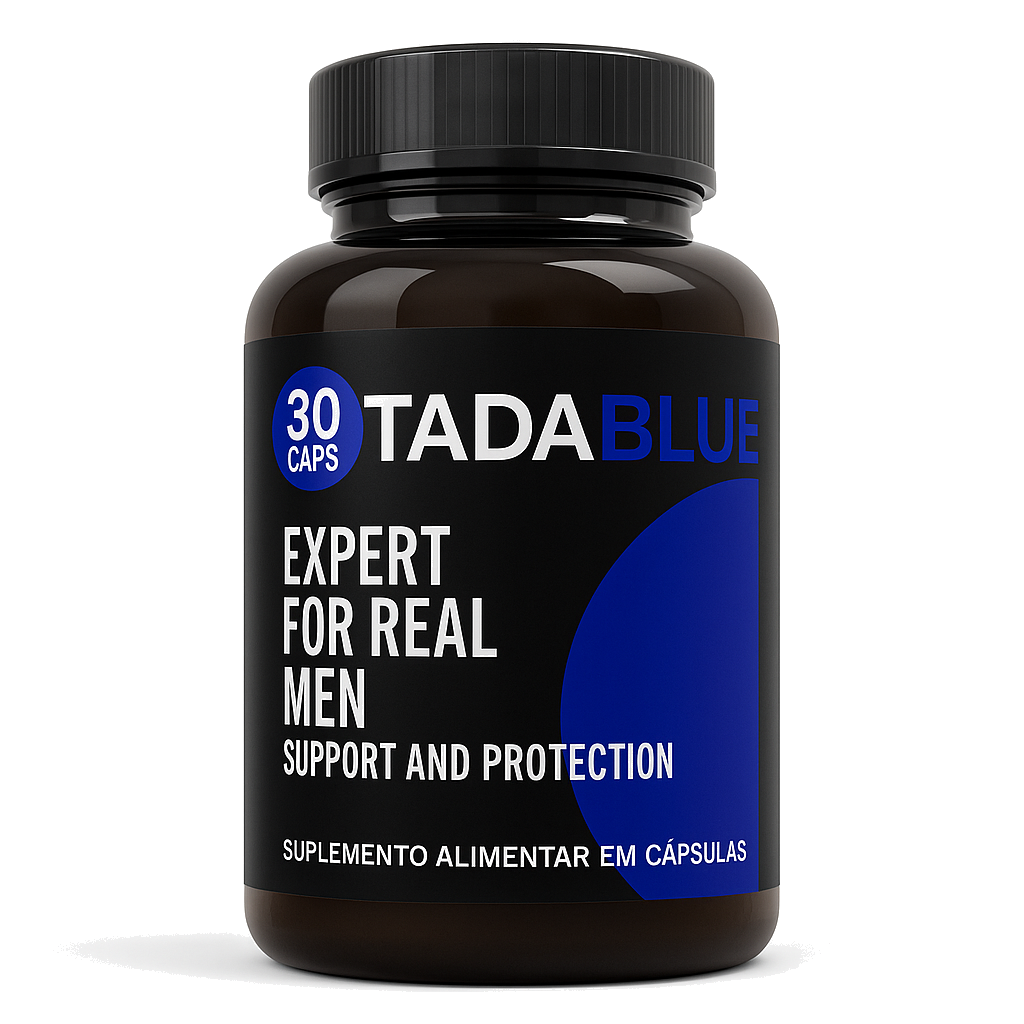 30
CAPS
TADABLUE
EXPERT
FOR REAL
MEN
SUPPORT AND PROTECTION
SUPLEMENTO ALIMENTAR EM CÁPSULAS